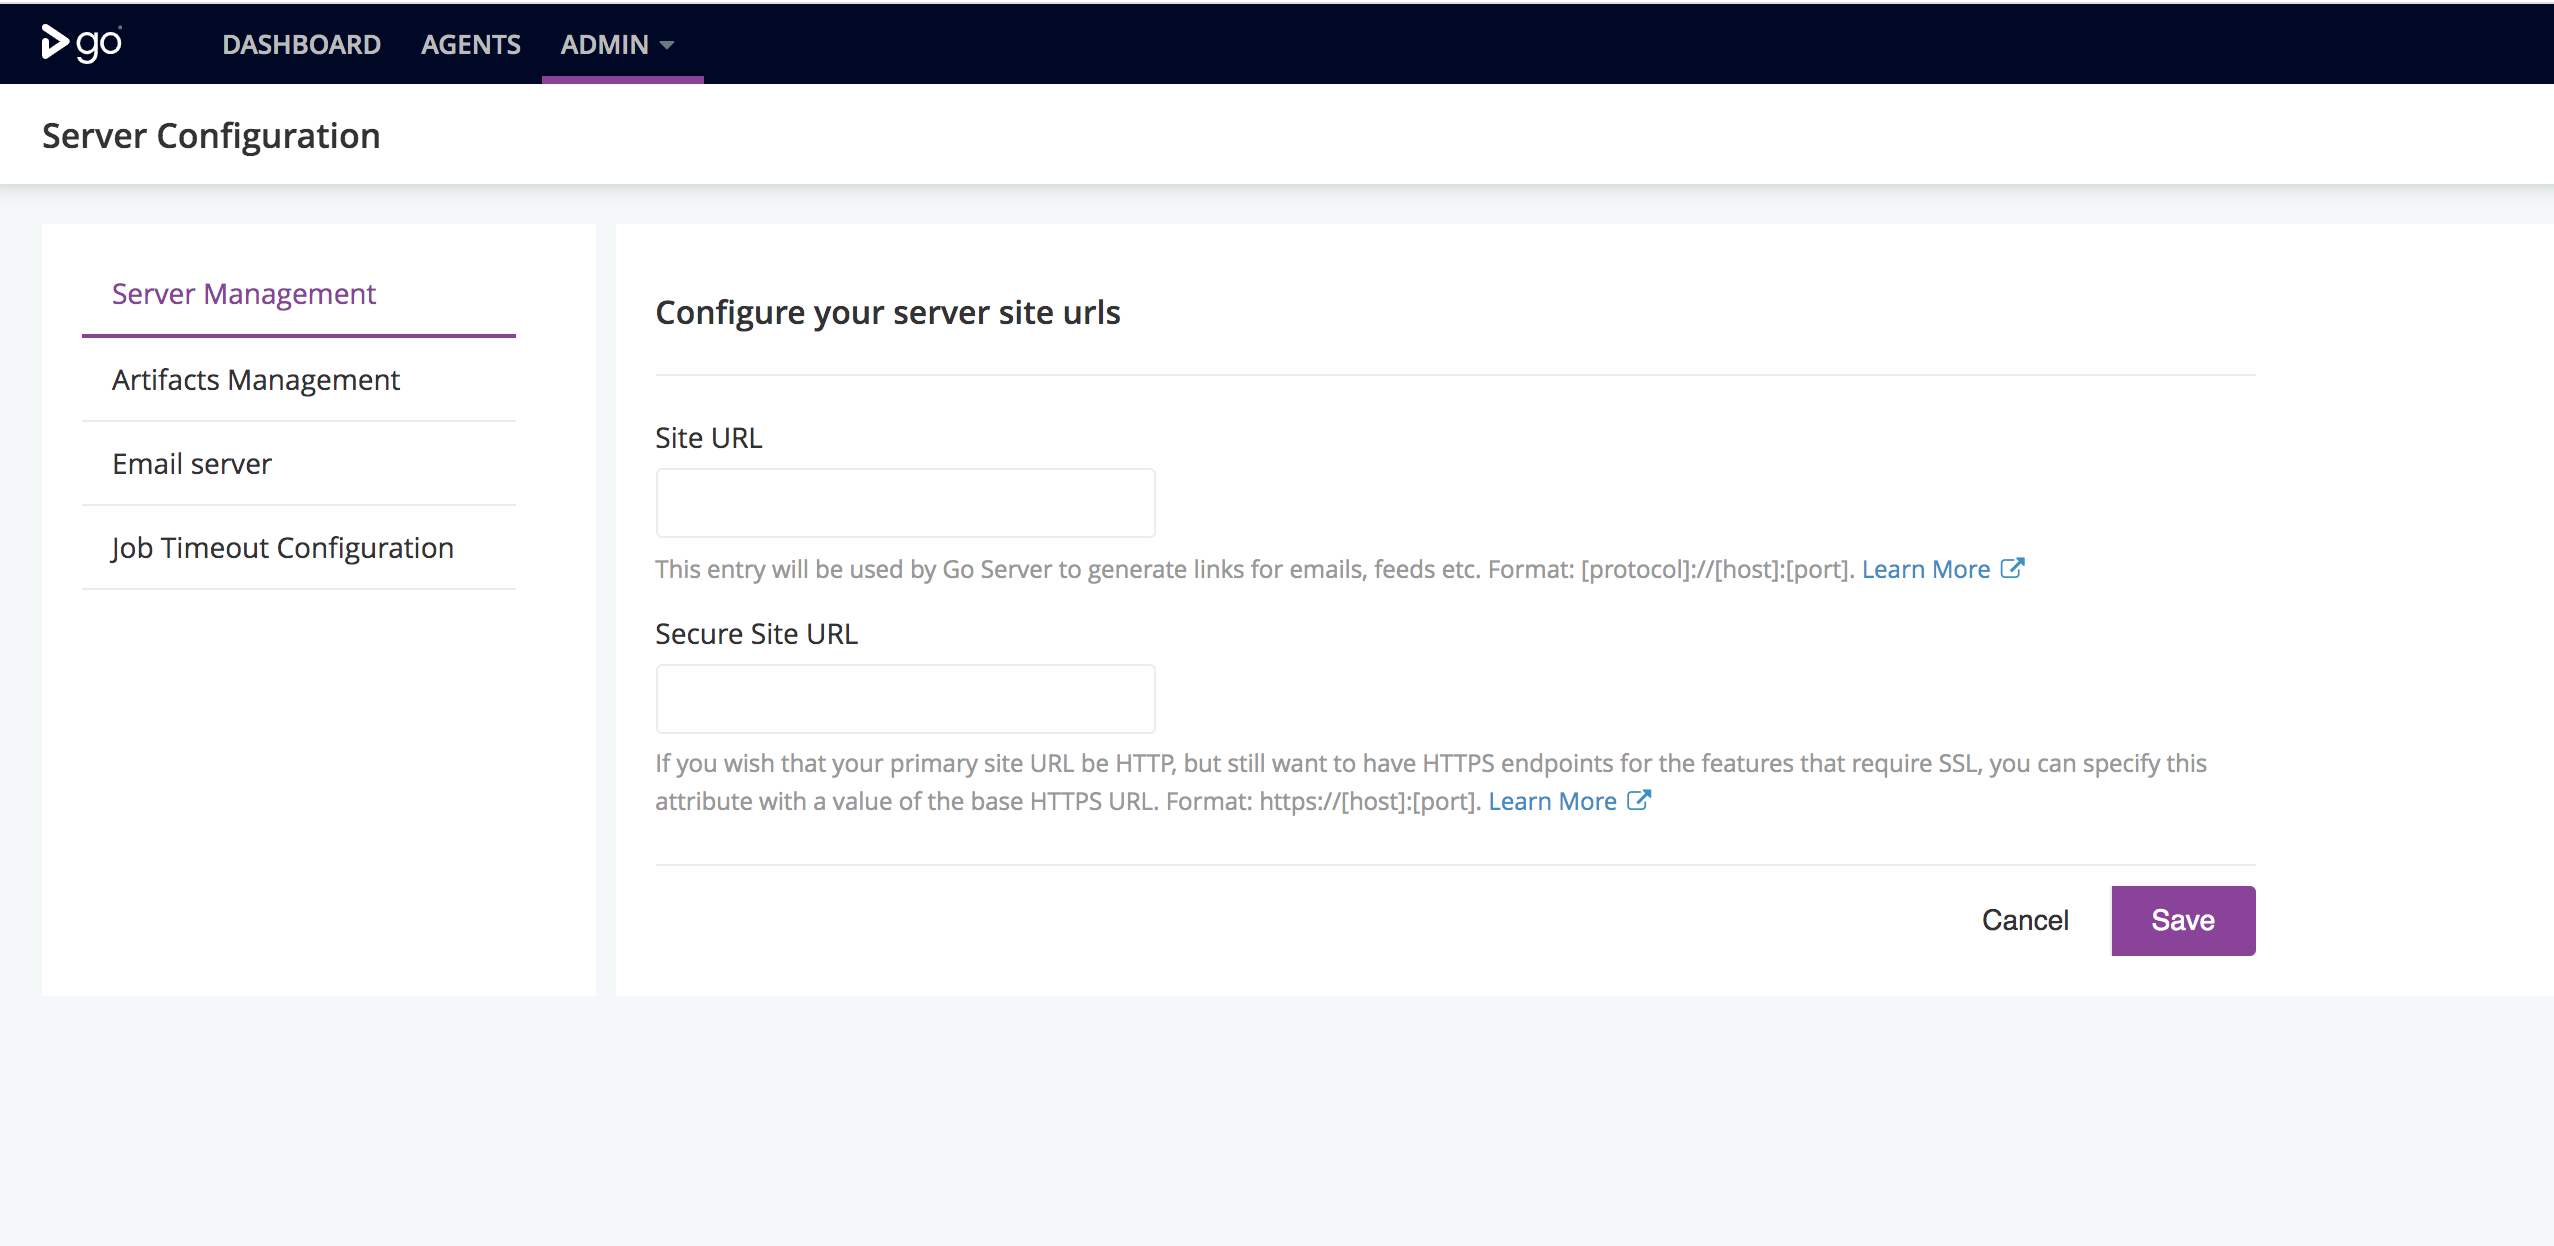 go DASHBOARD AGENTS ADMIN
Server Configuration
Server Management
Artifacts Management
Email server
Job Timeout Configuration
Configure your server site urls
Site URL
This entry will be used by Go Server to generate links for emails, feeds etc. Format: [protocol]://[host]:[port]. Learn More
Secure Site URL
If you wish that your primary site URL be HTTP, but still want to have HTTPS endpoints for the features that require SSL, you can specify this
attribute with a value of the base HTTPS URL. Format: https://[host]:[port]. Learn More
Cancel Save